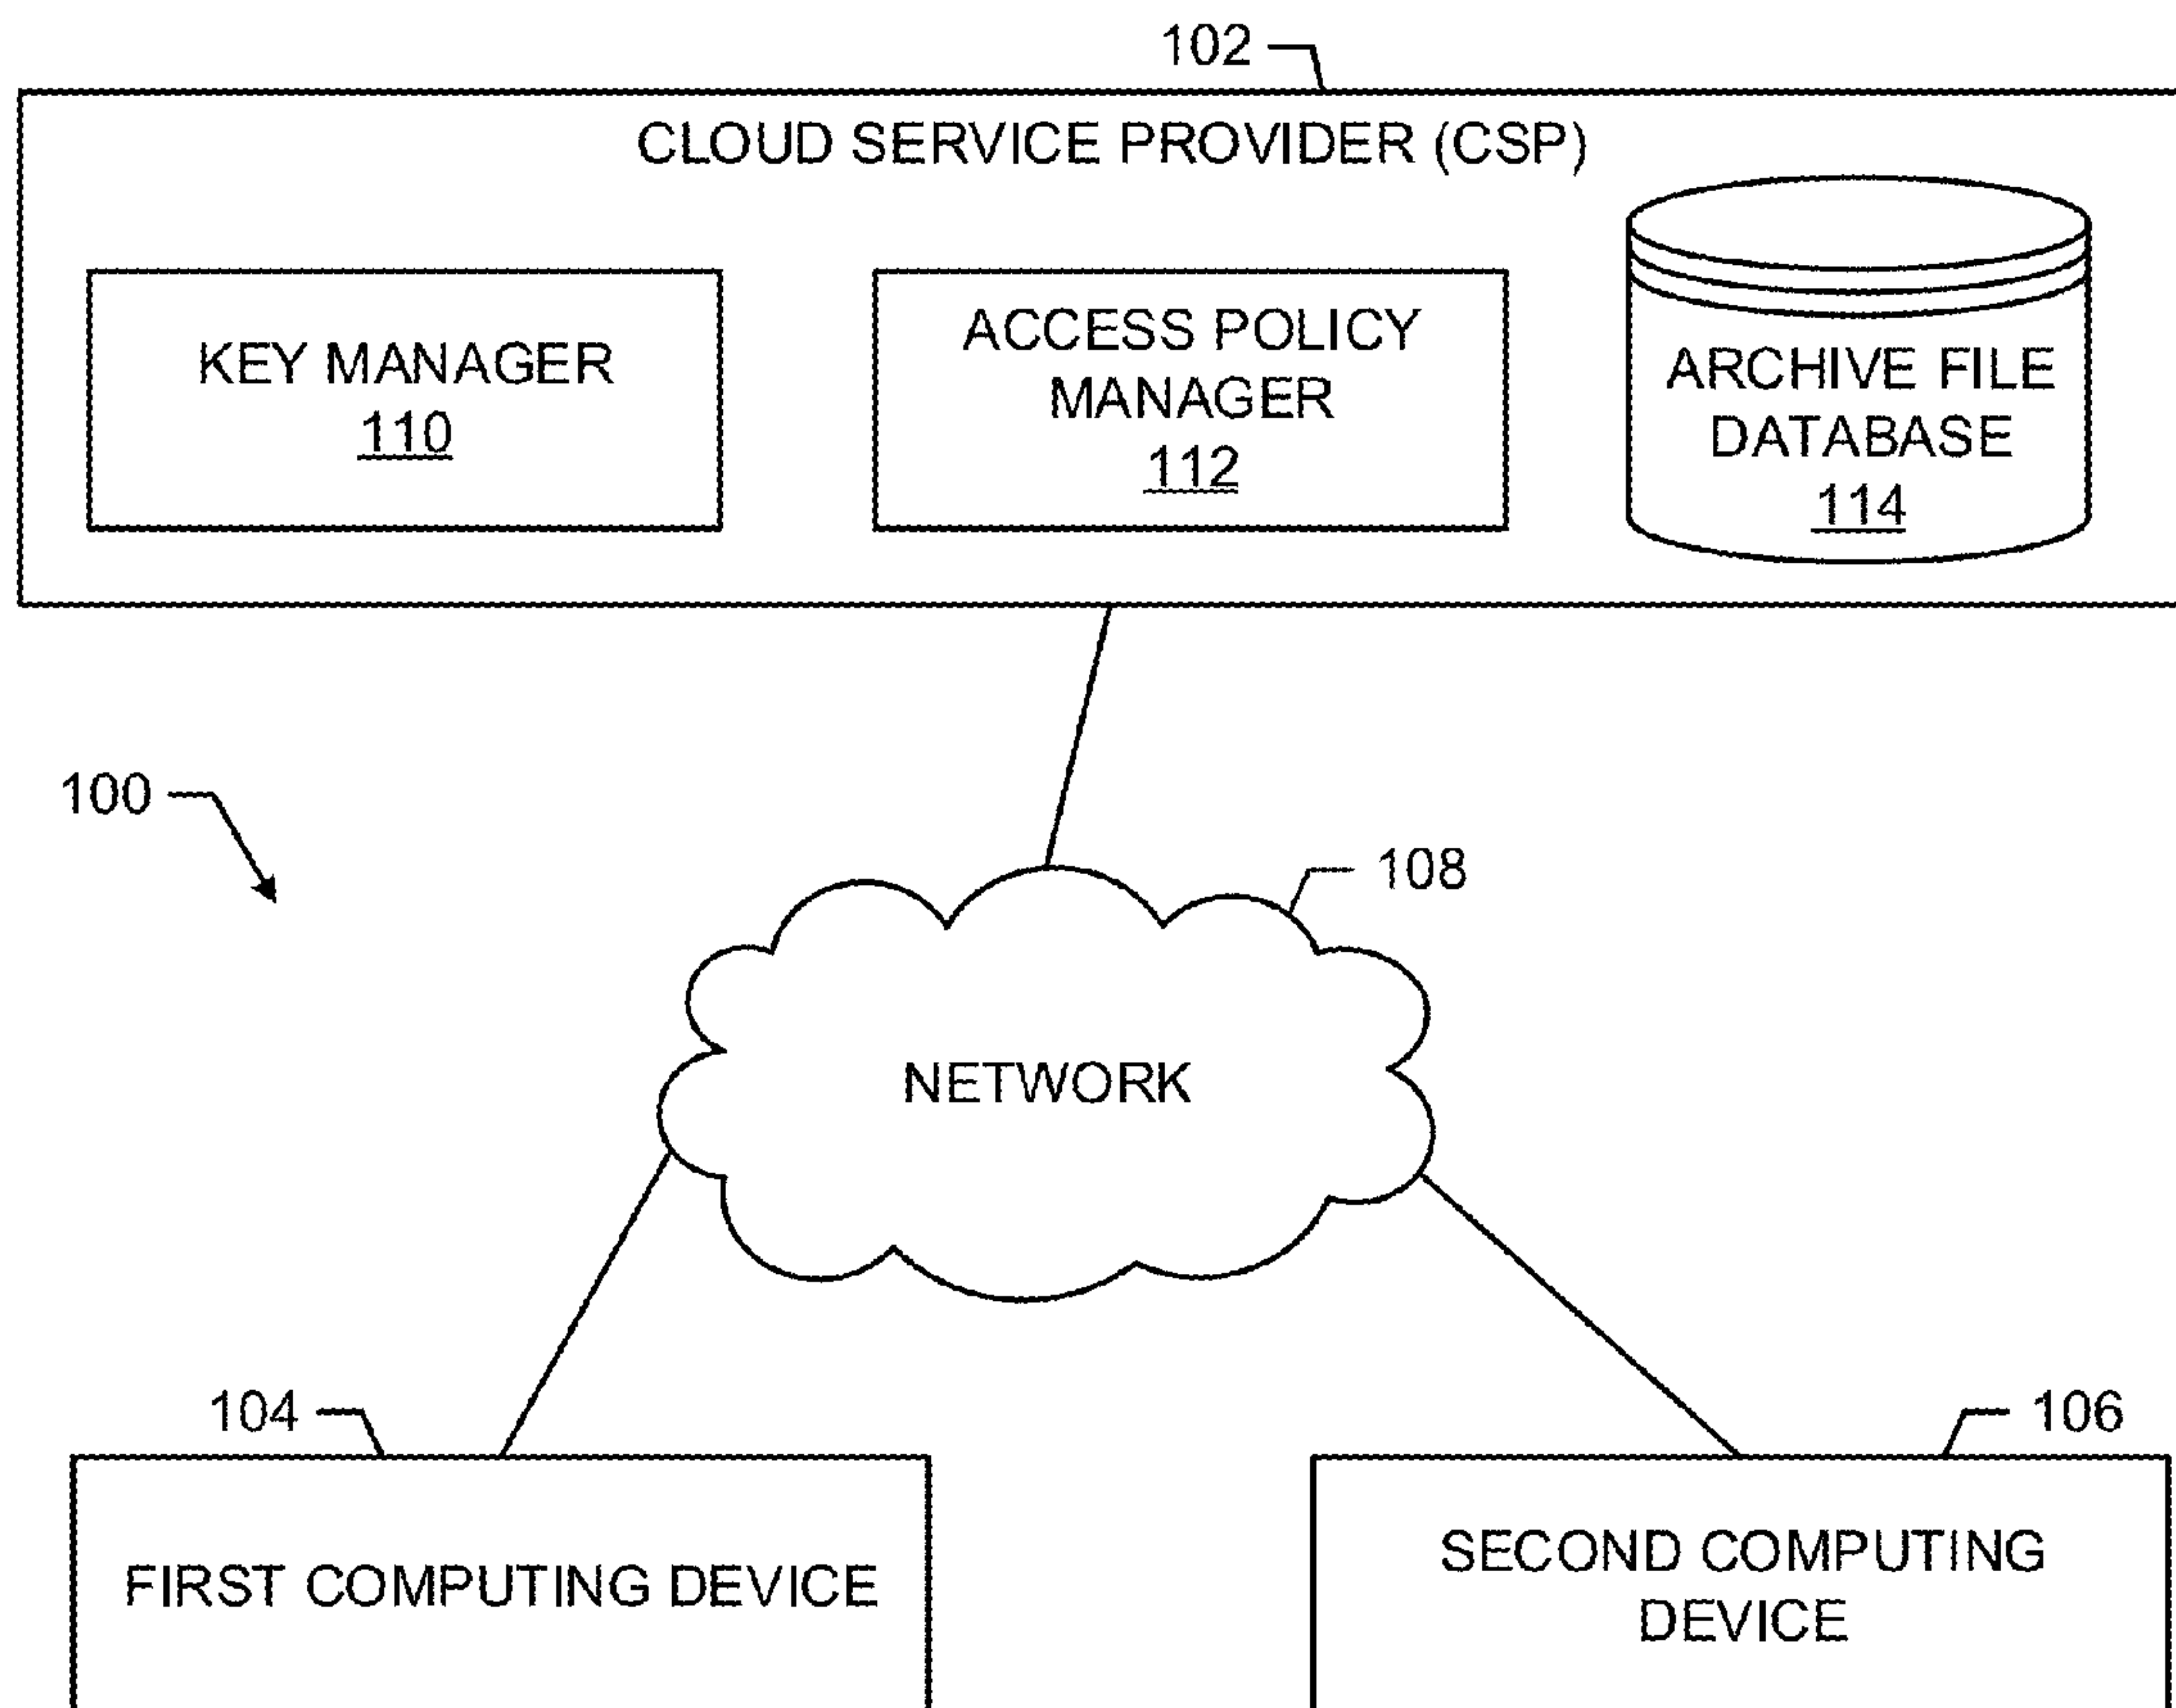 102
CLOUD SERVICE PROVIDER (CSP)
KEY MANAGER
110
ACCESS POLICY
MANAGER
112
ARCHIVE FILE
DATABASE
114
100
108
NETWORK
104
FIRST COMPUTING DEVICE
106
SECOND COMPUTING
DEVICE